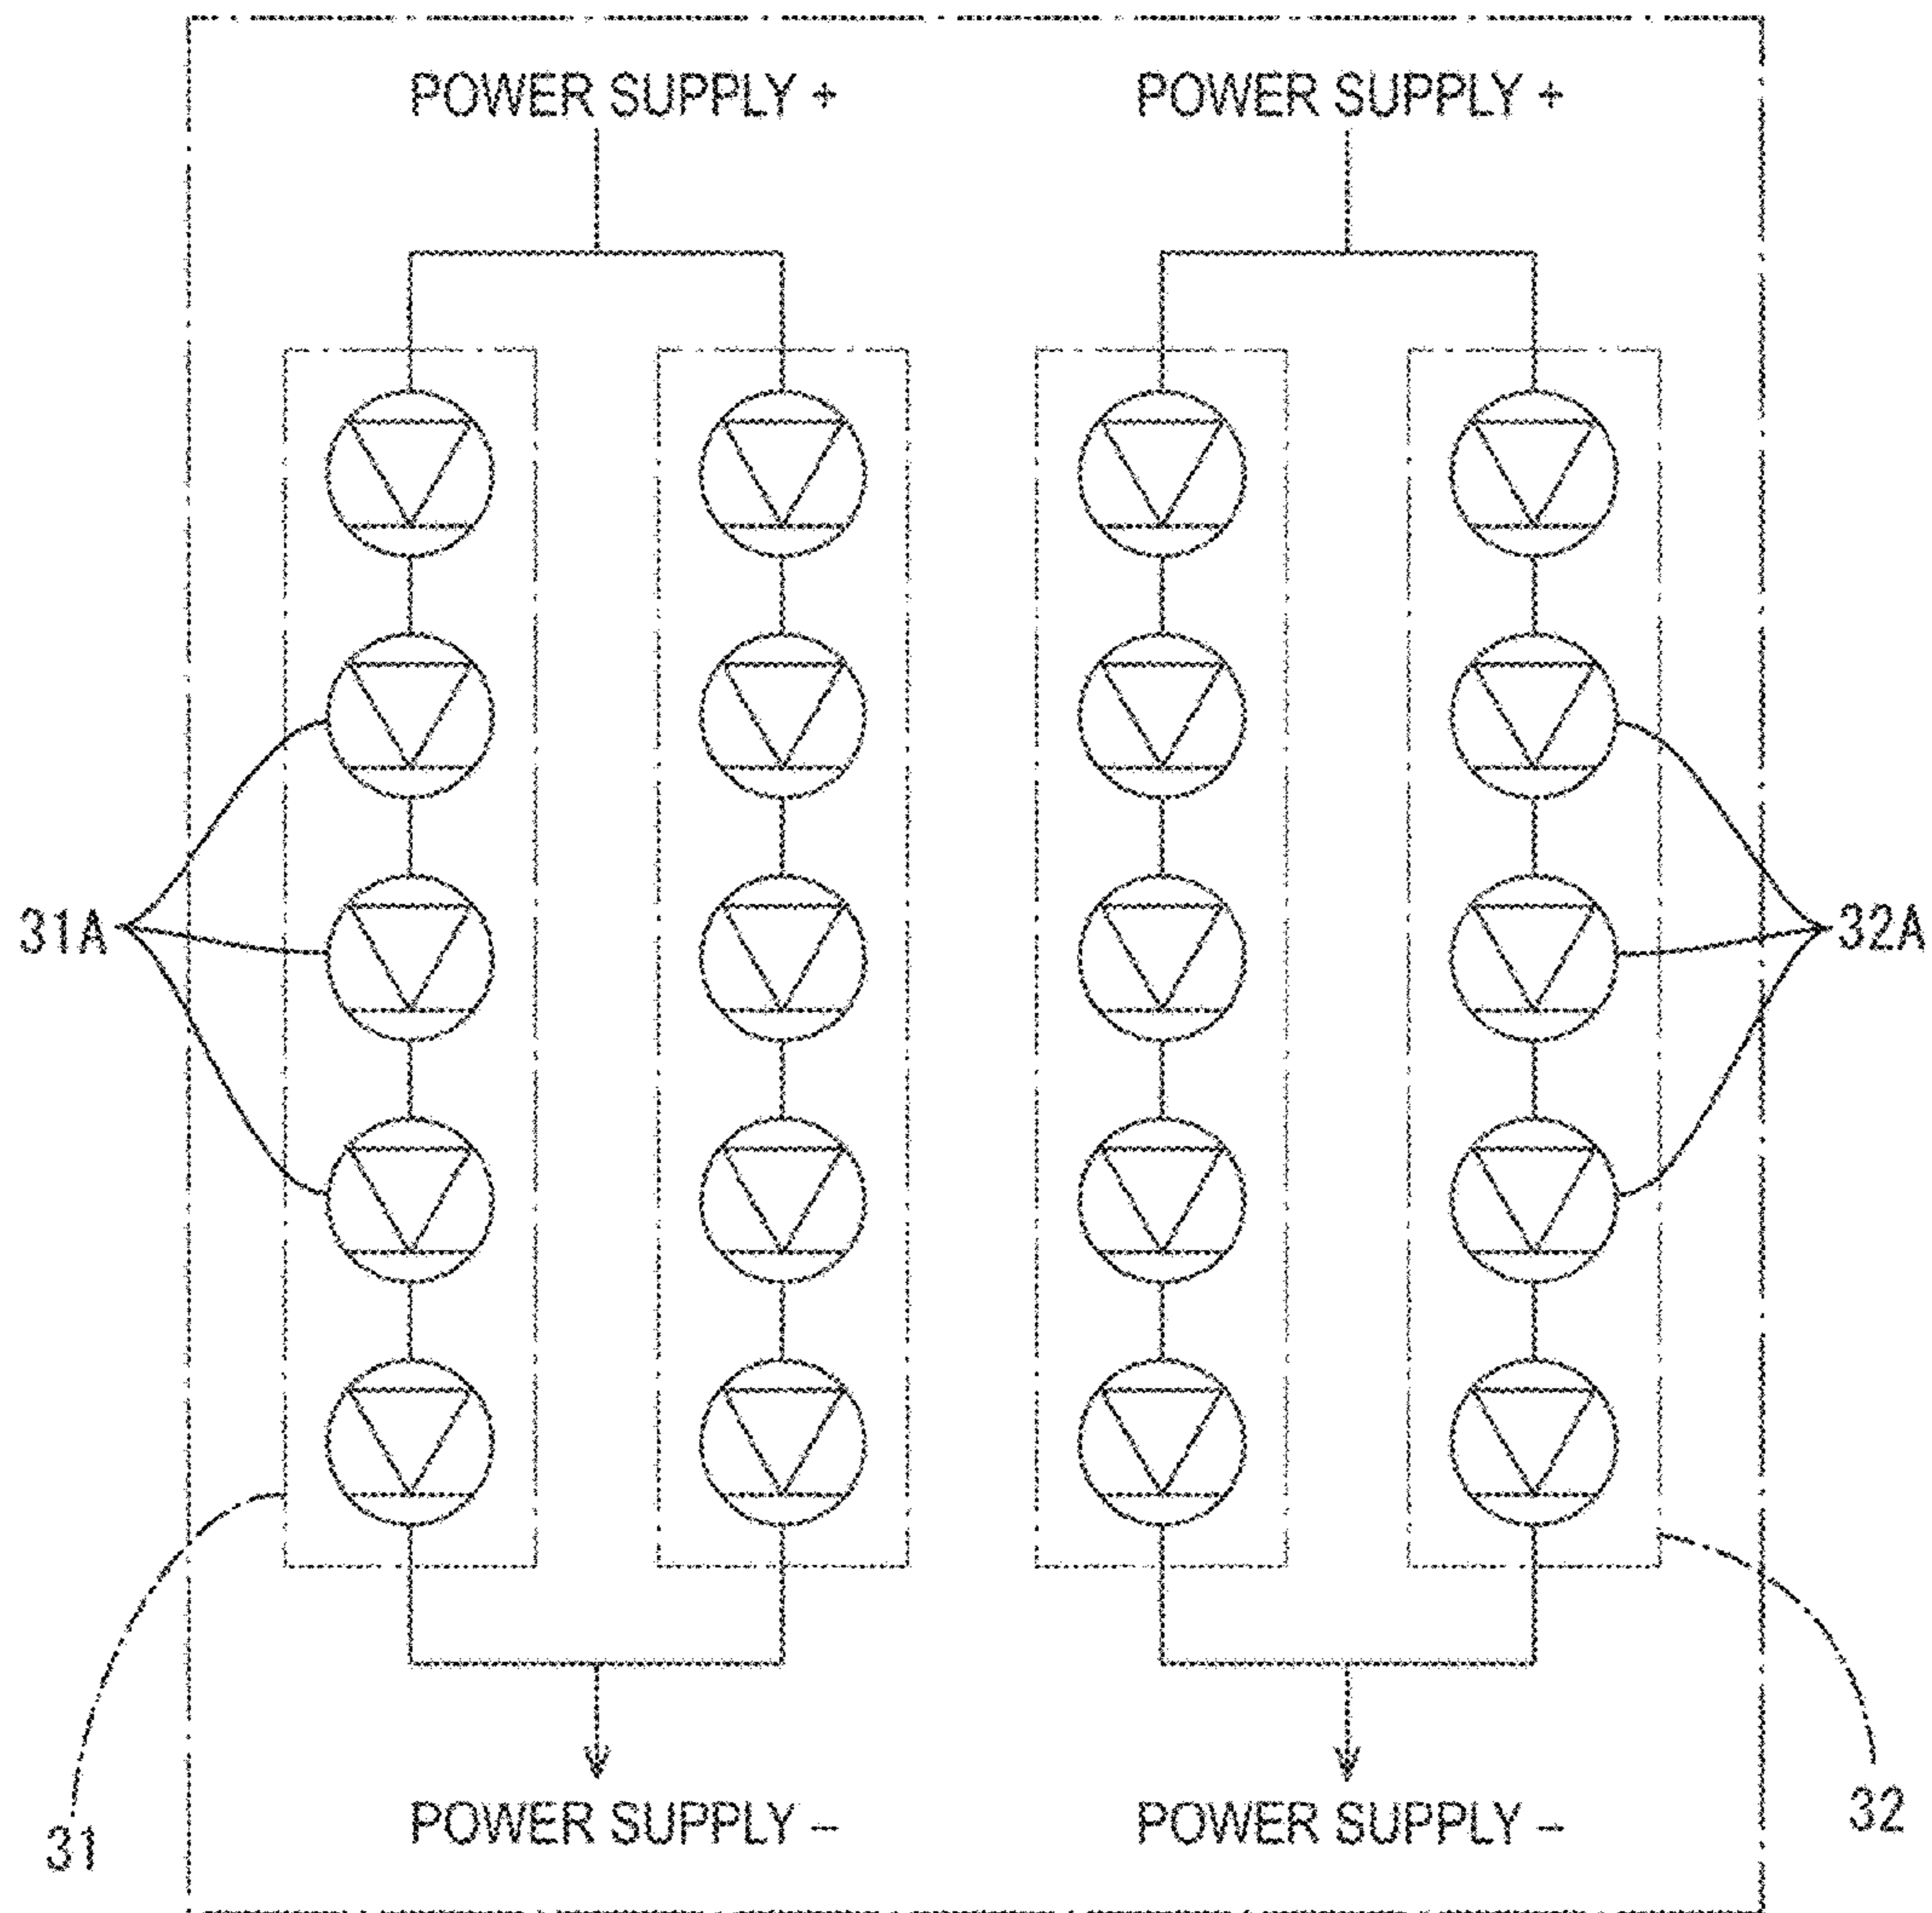 POWER SUPPLY +
POWER SUPPLY +
31A
32A
POWER SUPPLY –
POWER SUPPLY –
31
32